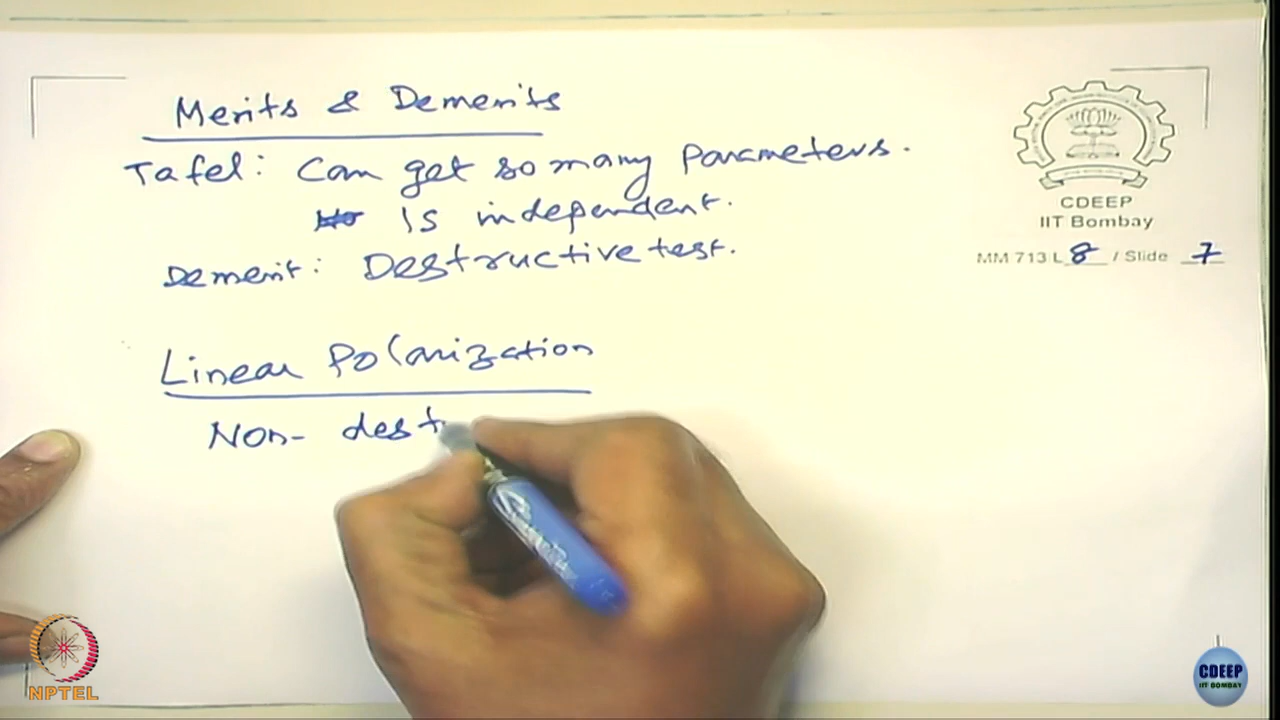 Merits & Demerits
Tafel: Can get so many parameters.
Is independent.
Demerit: Destructive test.
Linear Polarization
Non- dest
CDEEP
IIT Bombay
MM 713 L 8 / Slide 7
NPTEL
CDEEP
IIT BOMBAY